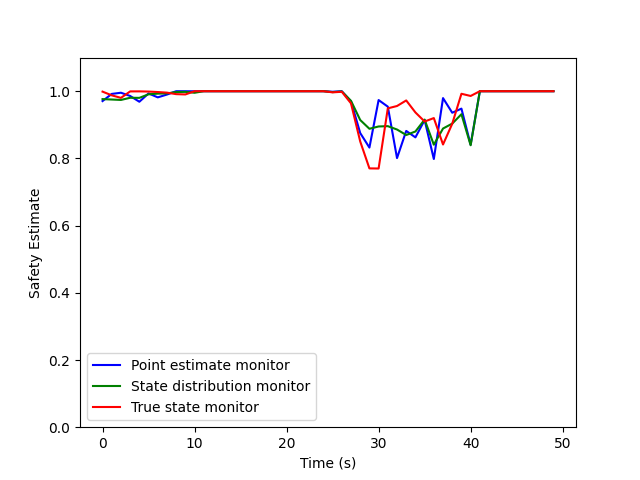 1.0
0.8
0.6
0.4
0.2
0.0
Safety Estimate
Point estimate monitor
State distribution monitor
True state monitor
0 10 20 30 40 50
Time (s)